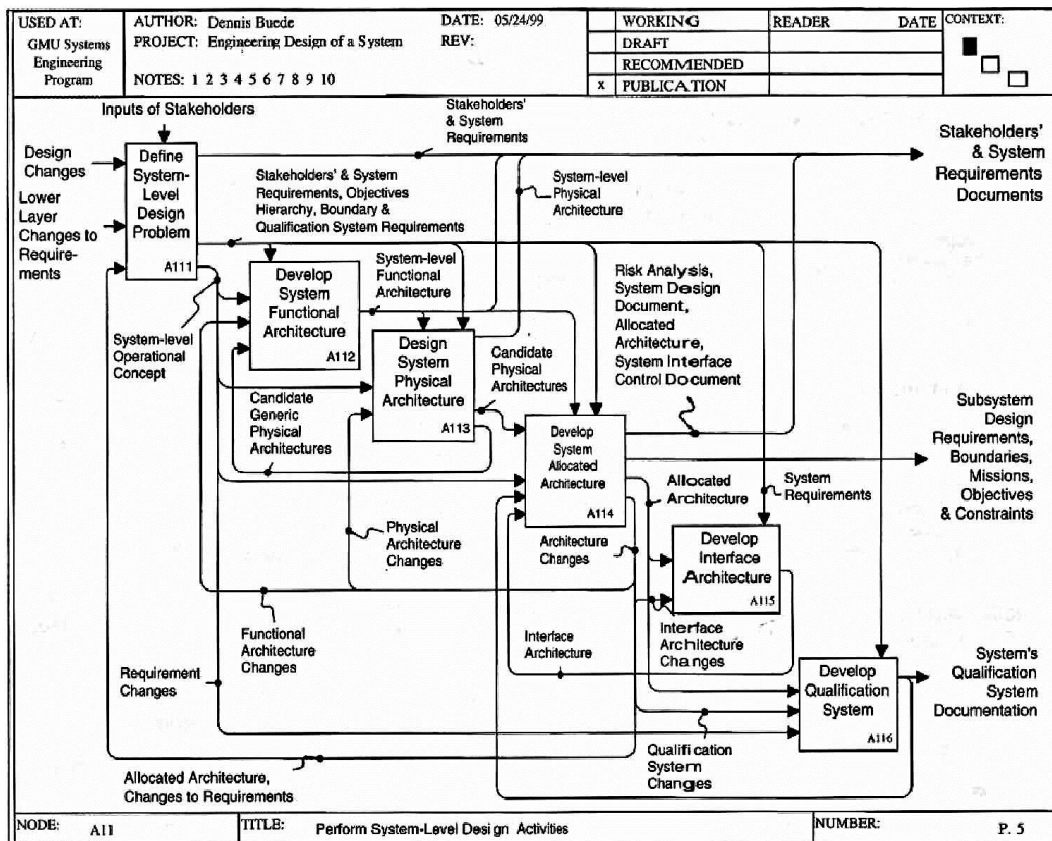 USED AT:
GMU Systems
Engineering
Program
AUTHOR: Dennis Buede
DATE: 05/24/99
PROJECT: Engineering Design of a System
REV:
NOTES: 1 2 3 4 5 6 7 8 9 10
WORKING
DRAFT
RECOMMENDED
x PUBLICATION
READER
DATE
CONTEXT:
Inputs of Stakeholders
Stakeholders'
& System
Requirements
Stakeholders'
& System
Requirements
Documents
Design
Changes
Lower
Layer
Changes to
Require-
ments
Define
System-
Level
Design
Problem
A111
Stakeholders' & System
Requirements, Objectives
Hierarchy, Boundary &
Qualification System Requirements
System-level
Physical
Architecture
System-level
Functional
Architecture
Develop
System
Functional
Architecture
A112
Risk Analysis,
System Design
Document,
Allocated
Architecture,
System Interface
Control Document
System-level
Operational
Concept
Design
System
Physical
Architecture
A113
Candidate
Physical
Architectures
Candidate
Generic
Physical
Architectures
Develop
System
Allocated
Architecture
A114
Subsystem
Design
Requirements,
Boundaries,
Missions,
Objectives
& Constraints
Allocated
Architecture
System
Requirements
Physical
Architecture
Changes
Architecture
Changes
Develop
Interface
Architecture
A115
Functional
Architecture
Changes
Interface
Architecture
Interface
Architecture
Changes
Requirement
Changes
Develop
Qualification
System
A116
System's
Qualification
System
Documentation
Qualification
System
Changes
Allocated Architecture,
Changes to Requirements
NODE: A11
TITLE: Perform System-Level Design Activities
NUMBER: P. 5